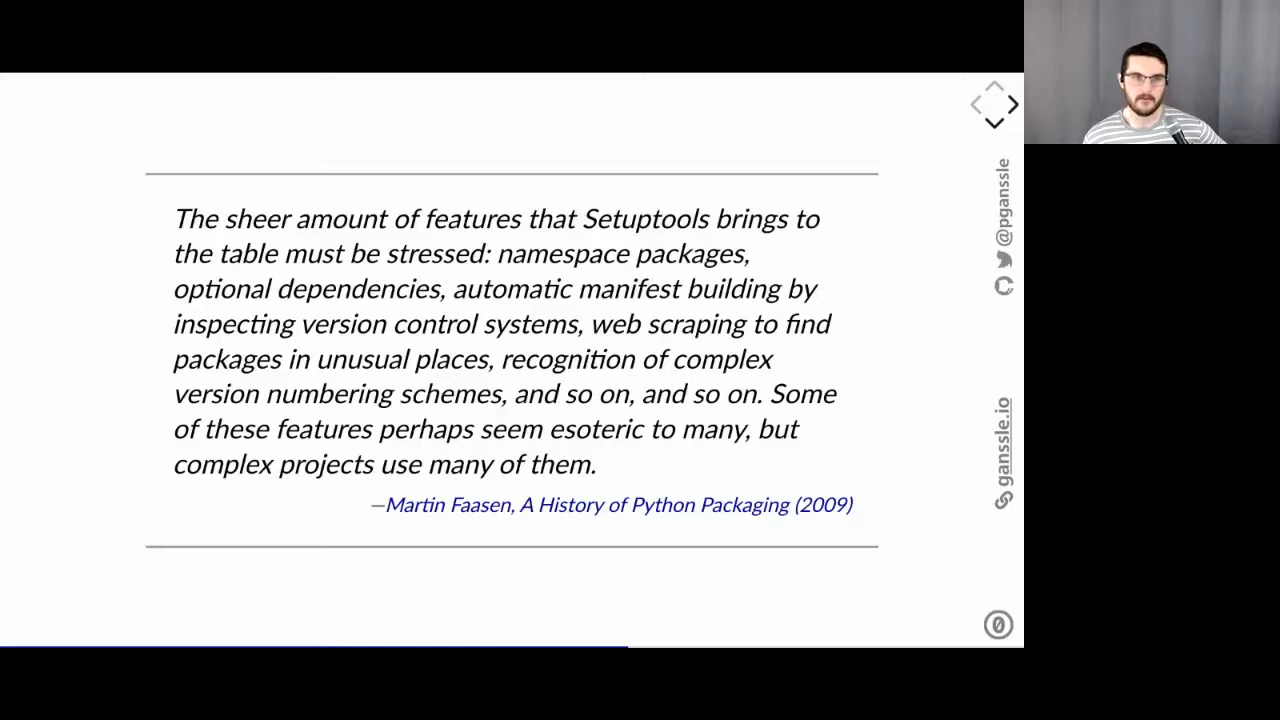 The sheer amount of features that Setuptools brings to
the table must be stressed: namespace packages,
optional dependencies, automatic manifest building by
inspecting version control systems, web scraping to find
packages in unusual places, recognition of complex
version numbering schemes, and so on, and so on. Some
of these features perhaps seem esoteric to many, but
complex projects use many of them.
—Martin Faasen, A History of Python Packaging (2009)
@pganssle
ganssle.io
0